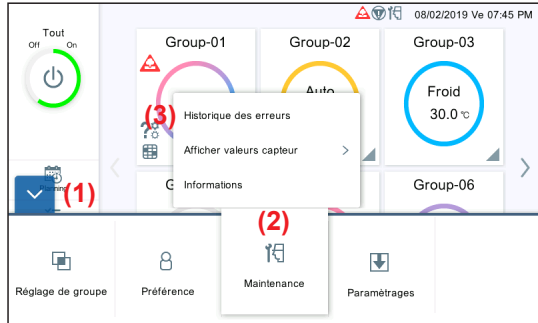 08/02/2019 Ve 07:45 PM
Tout
Off On
Group-01
Group-02
Group-03
Auto
Froid
30.0 °C
(3)
Historique des erreurs
Afficher valeurs capteur
Informations
Planning
(1)
G
Group-06
(2)
Réglage de groupe
Préférence
Maintenance
Paramètrages